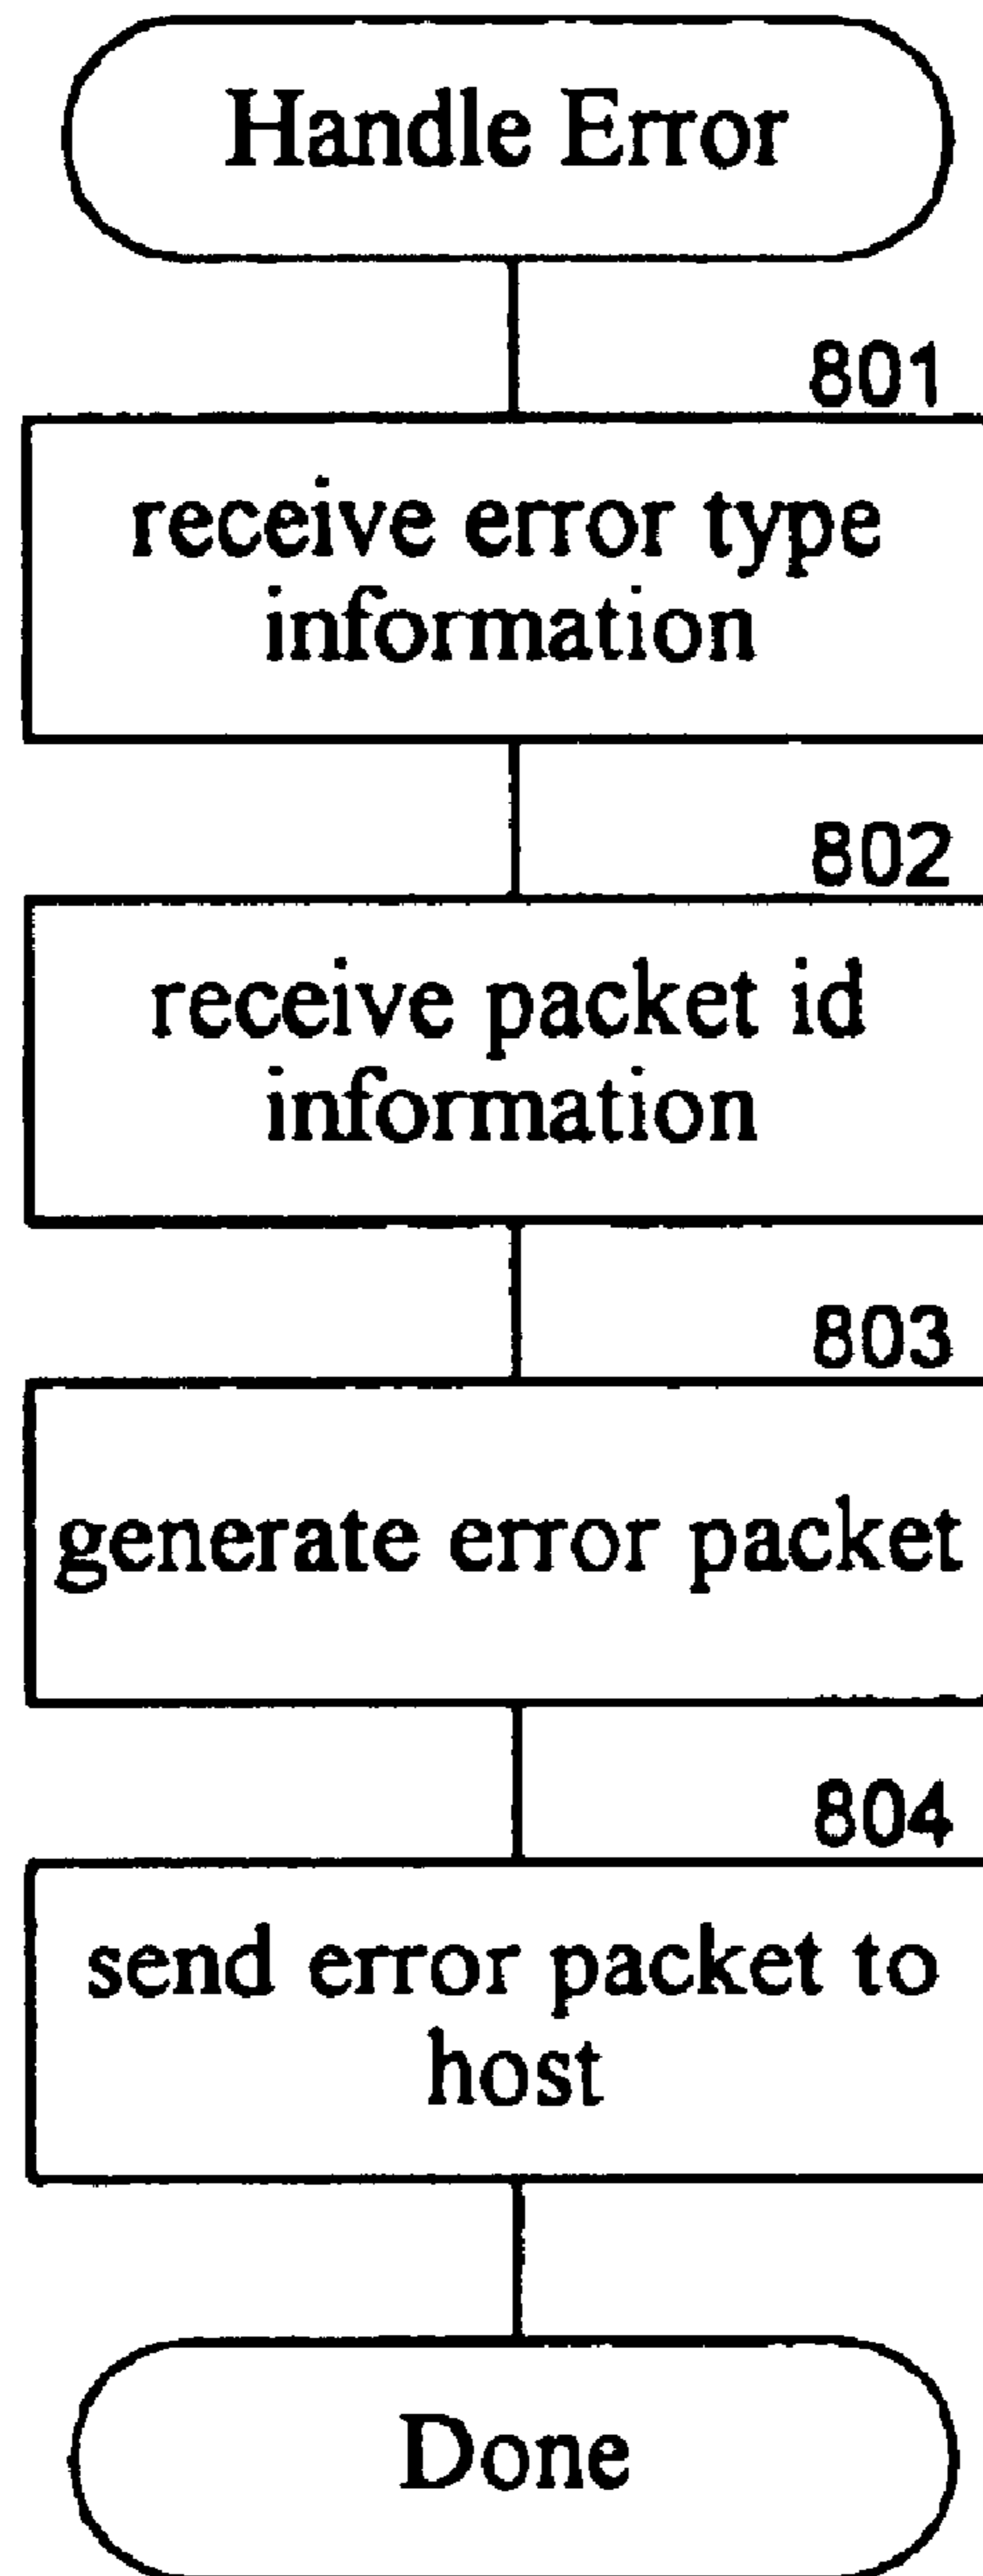 Handle Error
801
receive error type
information
802
receive packet id
information
803
generate error packet
804
send error packet to
host
Done